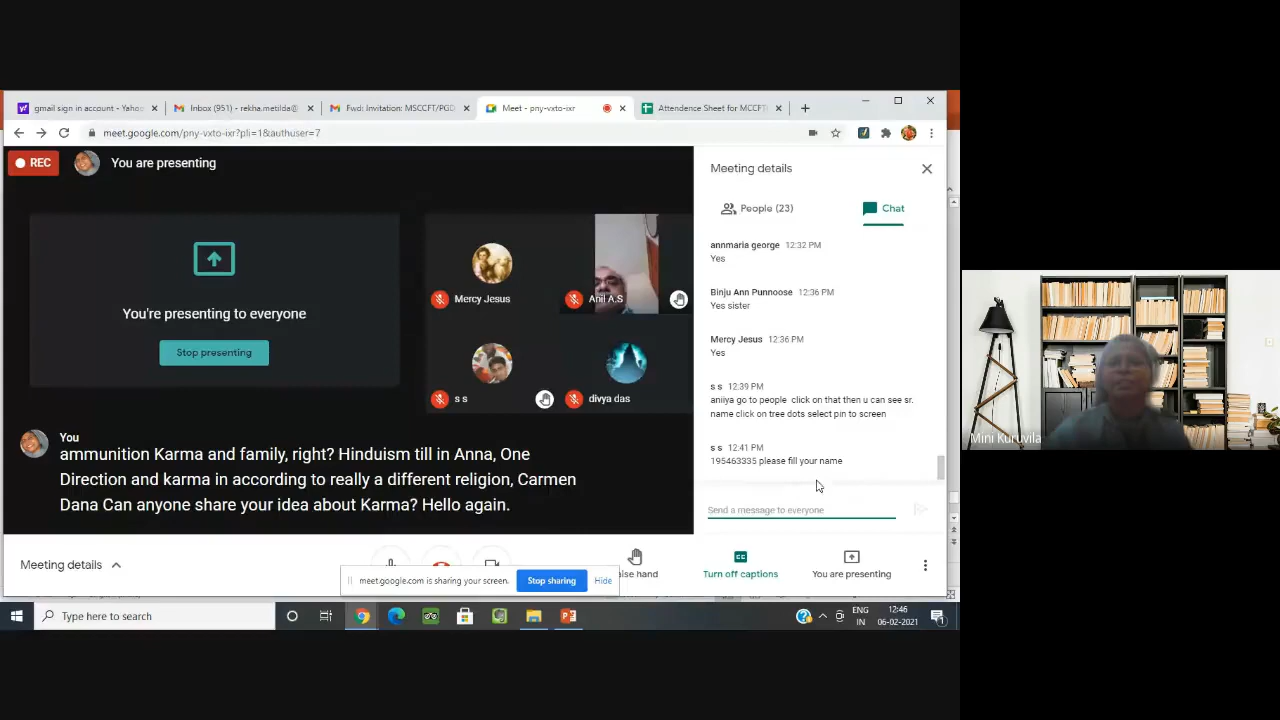 gmail sign in account - Yahoo
Inbox (951) - rekha.metilda@
Fwd: Invitation: MSCCFT/PGD
Meet - pny-vxto-ixr
Attendence Sheet for MCCFT
meet.google.com/pny-vxto-ixr?pli=1&authuser=7
REC
You are presenting
You're presenting to everyone
Stop presenting
Mercy Jesus
Anil A.S
s s
divya das
You
ammunition Karma and family, right? Hinduism till in Anna, One
Direction and karma in according to really a different religion, Carmen
Dana Can anyone share your idea about Karma? Hello again.
Meeting details
People (23)
Chat
annmaria george 12:32 PM
Yes
Binju Ann Punnoose 12:36 PM
Yes sister
Mercy Jesus 12:36 PM
Yes
s s 12:39 PM
aniiya go to people click on that then u can see sr.
name click on tree dots select pin to screen
s s 12:41 PM
195463335 please fill your name
Send a message to everyone
Meeting details
aise hand
Turn off captions
You are presenting
meet.google.com is sharing your screen.
Stop sharing
Hide
Type here to search
ENG
IN
12:46
06-02-2021
1
Mini Kuruvila